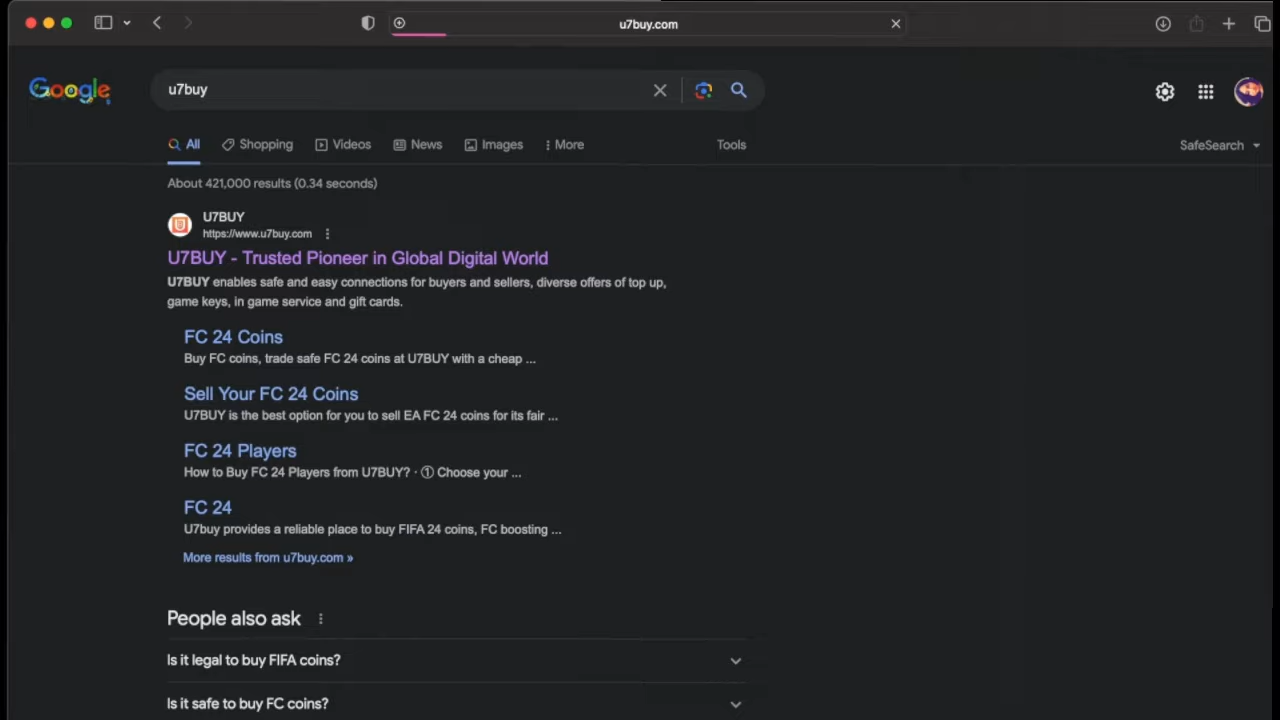 u7buy.com
Google
u7buy
All
Shopping
Videos
News
Images
More
Tools
SafeSearch
About 421,000 results (0.34 seconds)
U7BUY
https://www.u7buy.com
U7BUY - Trusted Pioneer in Global Digital World
U7BUY enables safe and easy connections for buyers and sellers, diverse offers of top up,
game keys, in game service and gift cards.
FC 24 Coins
Buy FC coins, trade safe FC 24 coins at U7BUY with a cheap ...
Sell Your FC 24 Coins
U7BUY is the best option for you to sell EA FC 24 coins for its fair ...
FC 24 Players
How to Buy FC 24 Players from U7BUY? · ① Choose your ...
FC 24
U7buy provides a reliable place to buy FIFA 24 coins, FC boosting ...
More results from u7buy.com »
People also ask
Is it legal to buy FIFA coins?
Is it safe to buy FC coins?